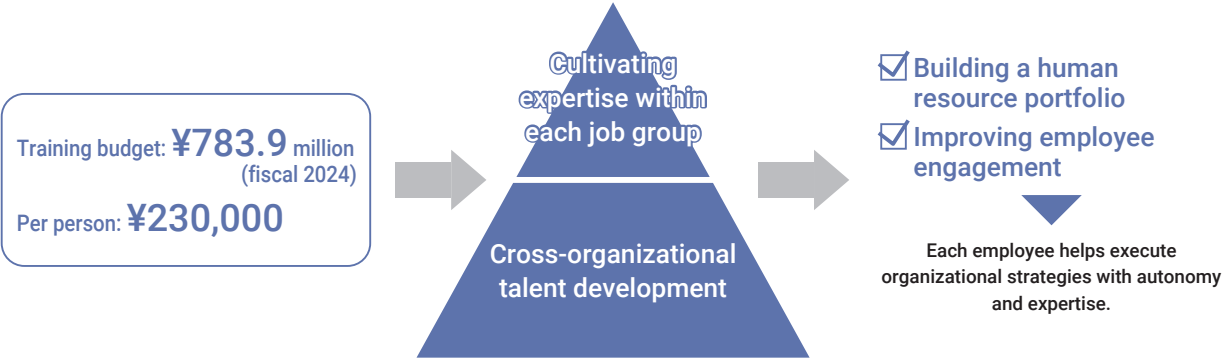 Training budget: ¥783.9 million
(fiscal 2024)
Per person: ¥230,000
Cultivating
expertise within
each job group
Cross-organizational
talent development
Building a human
resource portfolio
Improving employee
engagement
Each employee helps execute
organizational strategies with autonomy
and expertise.